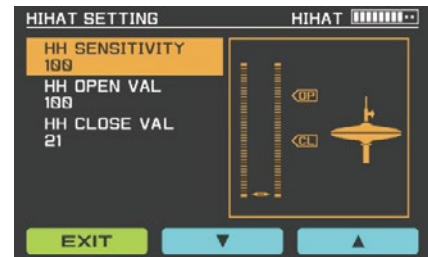 HIHAT SETTING HIHAT
HH SENSITIVITY
100
HH OPEN VAL
100
HH CLOSE VAL
21
OP
CL
EXIT ▼ ▲